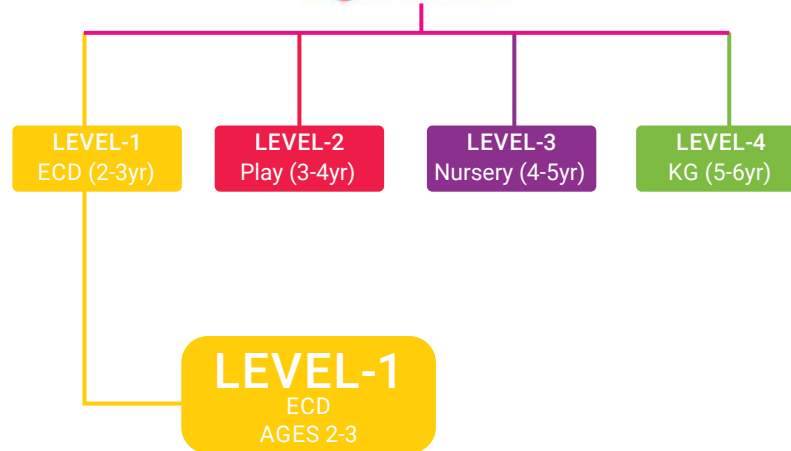 LEVEL-1
ECD (2-3yr)
LEVEL-2
Play (3-4yr)
LEVEL-3
Nursery (4-5yr)
LEVEL-4
KG (5-6yr)
LEVEL-1
ECD
AGES 2-3